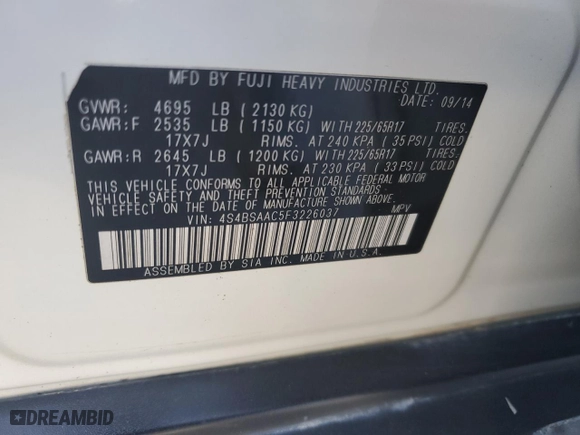 MFD BY FUJI HEAVY INDUSTRIES LTD.
DATE: 09/14
GVWR: 4695 LB ( 2130 KG)
GAWR:F 2535 LB ( 1150 KG) WITH 225/65R17 TIRES.
17X7J RIMS. AT 240 KPA ( 35 PSI) COLD
GAWR:R 2645 LB ( 1200 KG) WITH 225/65R17 TIRES.
17X7J RIMS. AT 230 KPA ( 33 PSI) COLD
THIS VEHICLE CONFORMS TO ALL APPLICABLE FEDERAL MOTOR
VEHICLE SAFETY AND THEFT PREVENTION STANDARDS IN EFFECT ON THE DATE
OF MANUFACTURE SHOWN ABOVE.
VIN: 4S4BSAAC5F3226037 MPV
ASSEMBLED BY SIA INC. MADE IN U.S.A.
DREAMBID